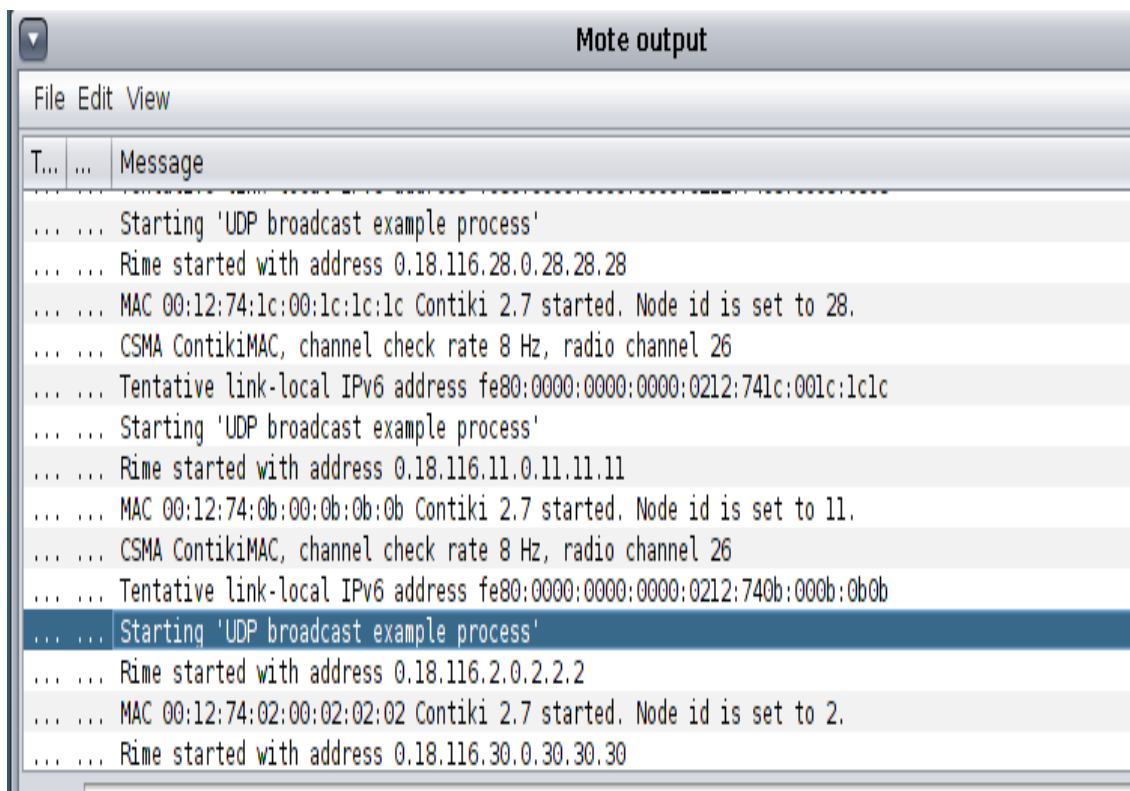 Mote output
File Edit View
T... ... Message
... ... Starting 'UDP broadcast example process'
... ... Rime started with address 0.18.116.28.0.28.28.28
... ... MAC 00:12:74:1c:00:1c:1c:1c Contiki 2.7 started. Node id is set to 28.
... ... CSMA ContikiMAC, channel check rate 8 Hz, radio channel 26
... ... Tentative link-local IPv6 address fe80:0000:0000:0000:0212:741c:001c:1c1c
... ... Starting 'UDP broadcast example process'
... ... Rime started with address 0.18.116.11.0.11.11.11
... ... MAC 00:12:74:0b:00:0b:0b:0b Contiki 2.7 started. Node id is set to 11.
... ... CSMA ContikiMAC, channel check rate 8 Hz, radio channel 26
... ... Tentative link-local IPv6 address fe80:0000:0000:0000:0212:740b:000b:0b0b
... ... Starting 'UDP broadcast example process'
... ... Rime started with address 0.18.116.2.0.2.2.2
... ... MAC 00:12:74:02:00:02:02:02 Contiki 2.7 started. Node id is set to 2.
... ... Rime started with address 0.18.116.30.0.30.30.30